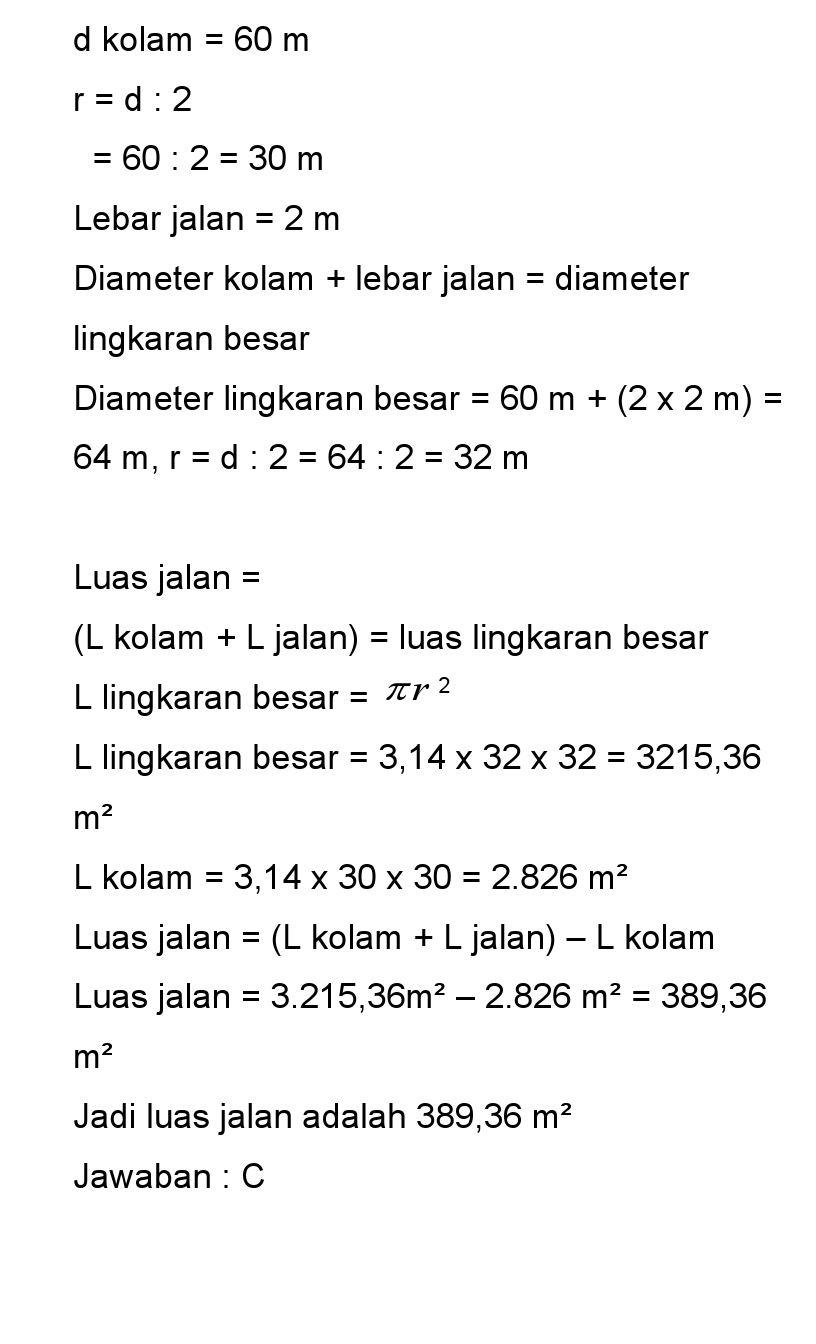 d kolam = 60 m
r = d : 2
= 60 : 2 = 30 m
Lebar jalan = 2 m
Diameter kolam + lebar jalan = diameter
lingkaran besar
Diameter lingkaran besar = 60 m + (2 x 2 m) =
64 m, r = d : 2 = 64 : 2 = 32 m
Luas jalan =
(L kolam + L jalan) = luas lingkaran besar
L lingkaran besar = πr ²
L lingkaran besar = 3,14 x 32 x 32 = 3215,36
m²
L kolam = 3,14 x 30 x 30 = 2.826 m²
Luas jalan = (L kolam + L jalan) – L kolam
Luas jalan = 3.215,36m² – 2.826 m² = 389,36
m²
Jadi luas jalan adalah 389,36 m²
Jawaban : C